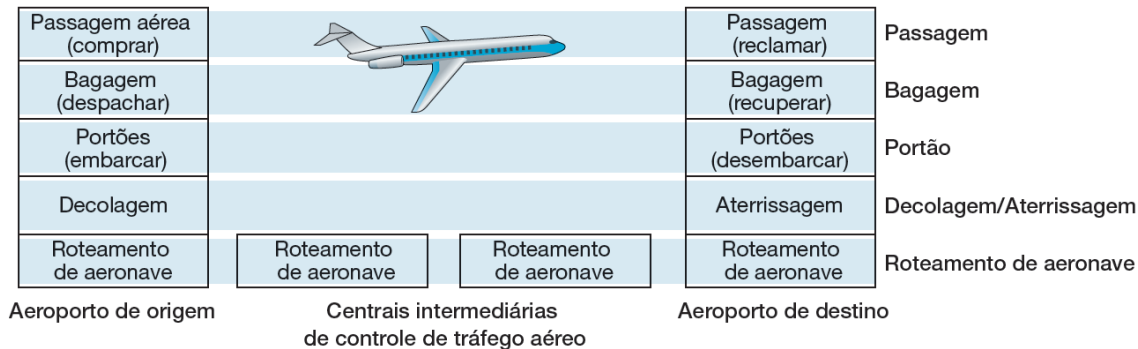 Passagem aérea
(comprar)
Passagem
(reclamar)
Passagem
Bagagem
(despachar)
Bagagem
(recuperar)
Bagagem
Portões
(embarcar)
Portões
(desembarcar)
Portão
Decolagem
Aterrissagem
Decolagem/Aterrissagem
Roteamento
de aeronave
Roteamento
de aeronave
Roteamento
de aeronave
Roteamento
de aeronave
Roteamento de aeronave
Aeroporto de origem
Centrais intermediárias
de controle de tráfego aéreo
Aeroporto de destino